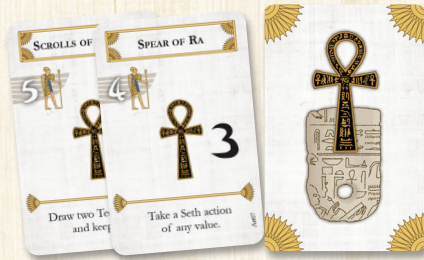 SCROLLS OF
5
Draw two Te
and keep
SPEAR OF RA
4
3
Take a Seth action
of any value.